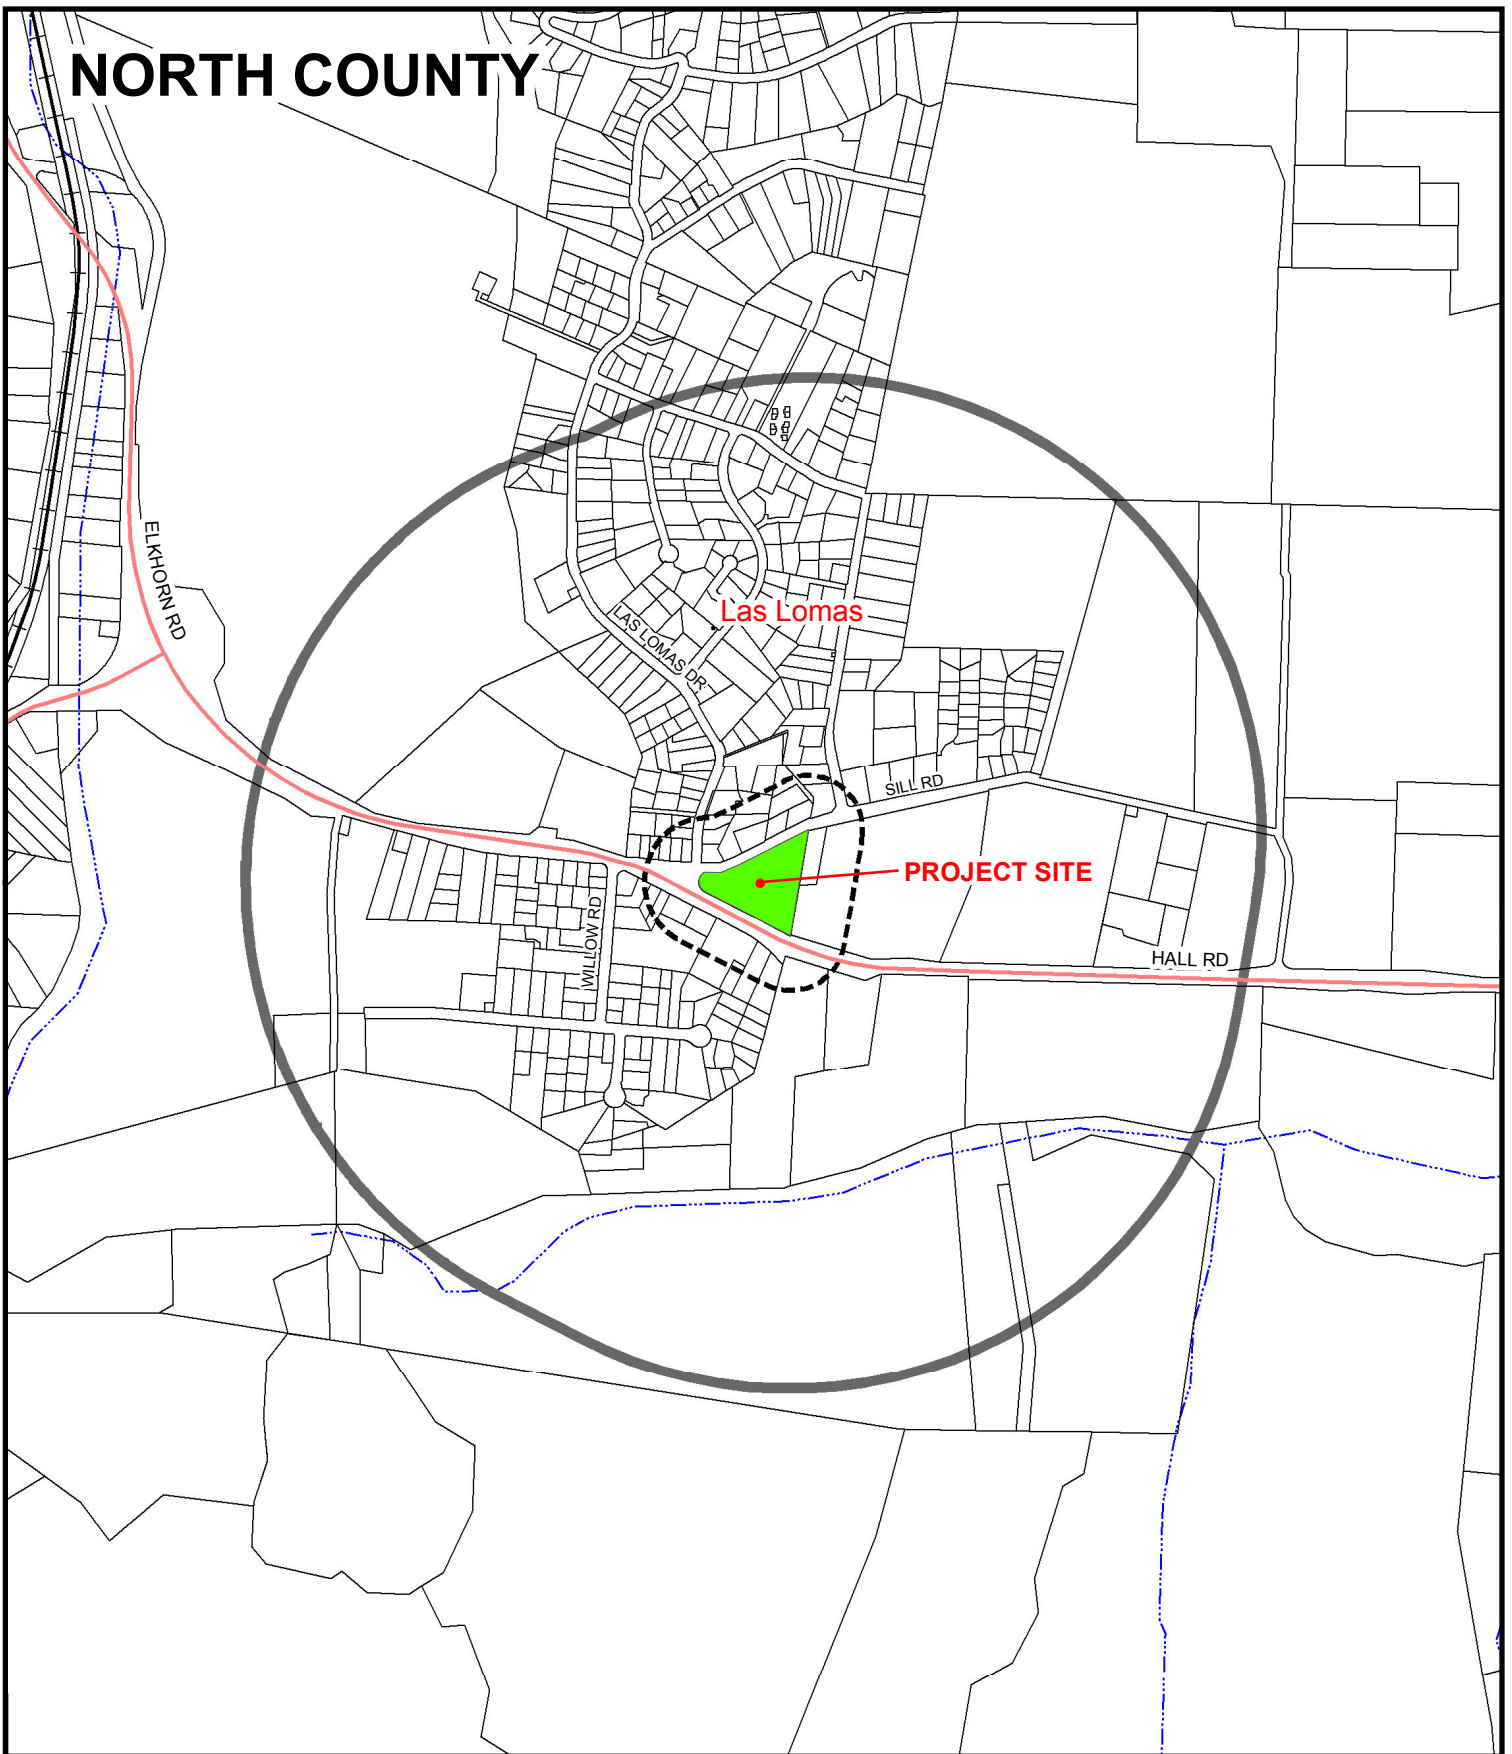 NORTH COUNTY
ELKHORN RD
Las Lomas
LAS LOMAS DR
SILL RD
PROJECT SITE
WILLOW RD
HALL RD